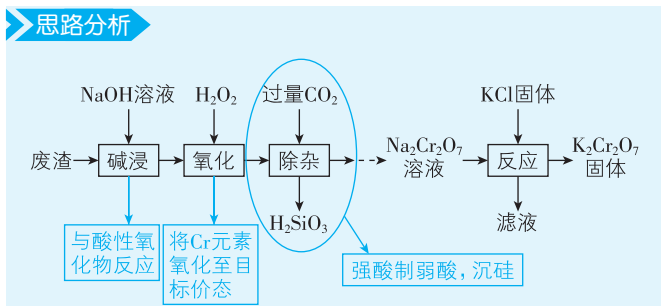 思路分析
NaOH溶液
H₂O₂
过量CO₂
KCl固体
废渣
碱浸
氧化
除杂
Na₂Cr₂O₇
溶液
反应
K₂Cr₂O₇
固体
H₂SiO₃
滤液
与酸性氧
化物反应
将Cr元素
氧化至目
标价态
强酸制弱酸，沉硅